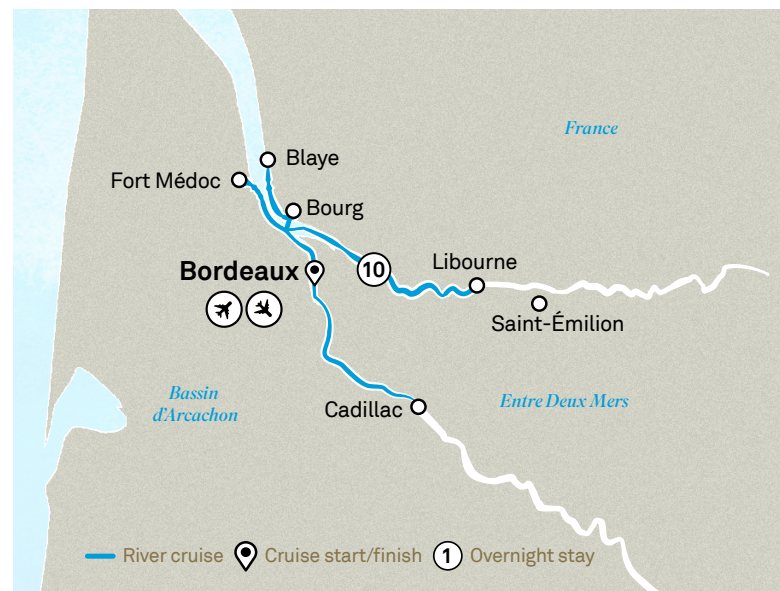 France
Blaye
Fort Médoc
Bourg
Bordeaux
10
Libourne
Saint-Émilion
Bassin
d'Arcachon
Entre Deux Mers
Cadillac
River cruise
Cruise start/finish
1
Overnight stay